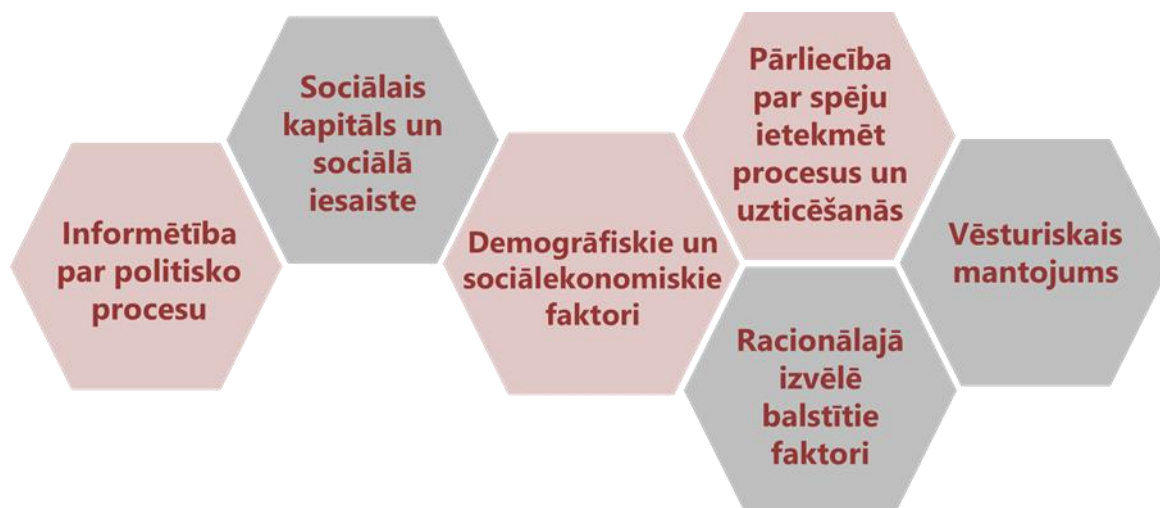 Informētība
par politisko
procesu
Sociālais
kapitāls un
sociālā
iesaiste
Demogrāfiskie un
sociālekonomiskie
faktori
Pārliecība
par spēju
ietekmēt
procesus un
uzticēšanās
Racionālajā
izvēlē
balstītie
faktori
Vēsturiskais
mantojums